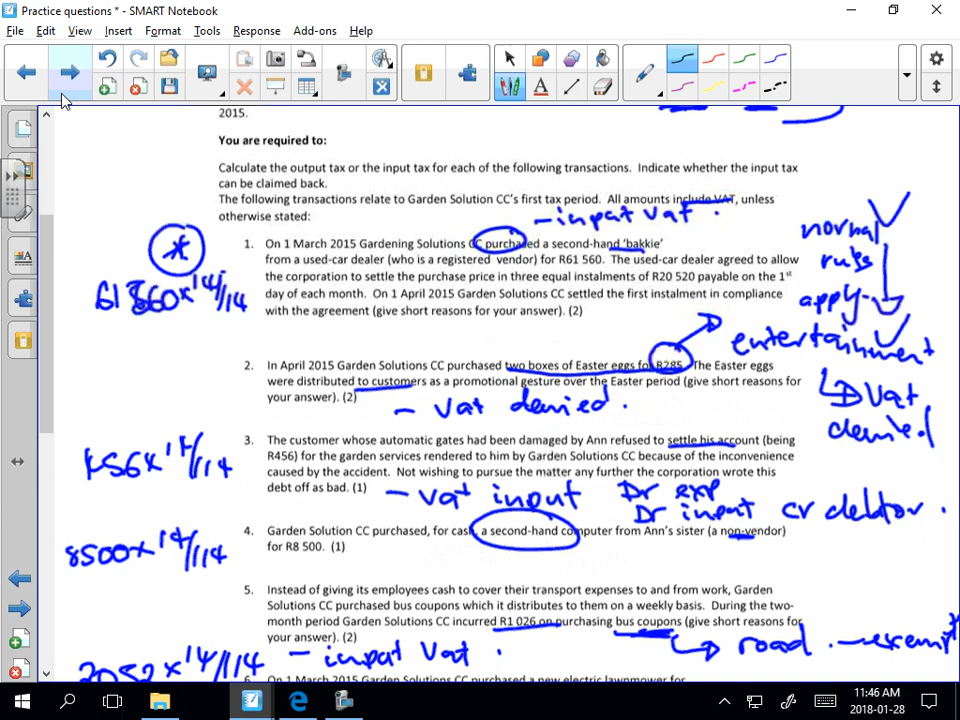 Practice questions * - SMART Notebook
File Edit View Insert Format Tools Response Add-ons Help
2015.
You are required to:
Calculate the output tax or the input tax for each of the following transactions. Indicate whether the input tax
can be claimed back.
The following transactions relate to Garden Solution CC's first tax period. All amounts include VAT, unless
otherwise stated:
- input vat.
normal
rules
apply
1. On 1 March 2015 Gardening Solutions CC purchased a second-hand 'bakkie'
from a used-car dealer (who is a registered vendor) for R61 560. The used-car dealer agreed to allow
the corporation to settle the purchase price in three equal instalments of R20 520 payable on the 1st
day of each month. On 1 April 2015 Garden Solutions CC settled the first instalment in compliance
with the agreement (give short reasons for your answer). (2)
*
61 560 x 14/114
entertainment
Vat
denied
2. In April 2015 Garden Solutions CC purchased two boxes of Easter eggs for R285. The Easter eggs
were distributed to customers as a promotional gesture over the Easter period (give short reasons for
your answer). (2)
- Vat denied.
3. The customer whose automatic gates had been damaged by Ann refused to settle his account (being
R456) for the garden services rendered to him by Garden Solutions CC because of the inconvenience
caused by the accident. Not wishing to pursue the matter any further the corporation wrote this
debt off as bad. (1)
456 x 14/114
- Vat input
Dr exp
Dr input cr debtor.
4. Garden Solution CC purchased, for cash, a second-hand computer from Ann's sister (a non-vendor)
for R8 500. (1)
8500 x 14/114
5. Instead of giving its employees cash to cover their transport expenses to and from work, Garden
Solutions CC purchased bus coupons which it distributes to them on a weekly basis. During the two-
month period Garden Solutions CC incurred R1 026 on purchasing bus coupons (give short reasons for
your answer). (2)
- input vat.
road - exempt
2052 x 14/114
6. On 1 March 2015 Garden Solutions CC purchased a new electric lawnmower for
11:46 AM
2018-01-28